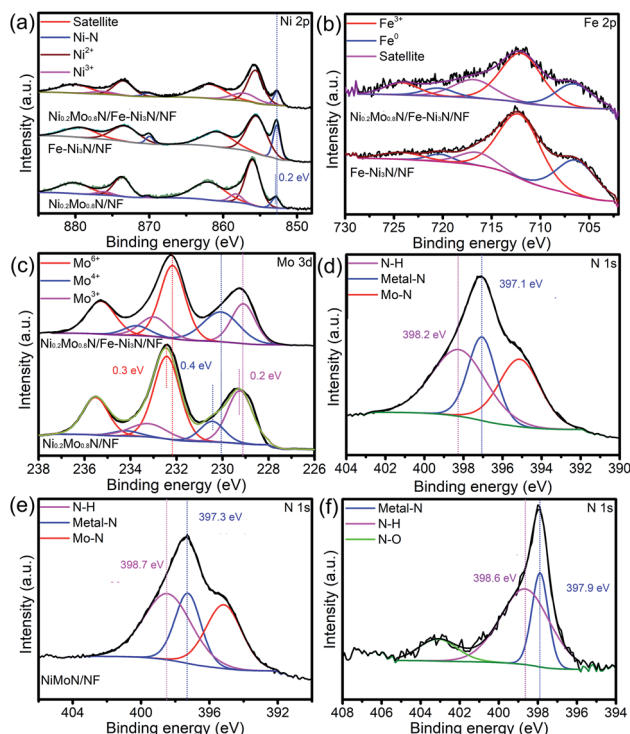 (a)
Ni 2p
Satellite
Ni-N
Ni²⁺
Ni³⁺
Ni₀.₂Mo₀.₈N/Fe-Ni₃N/NF
Fe-Ni₃N/NF
0.2 eV
Ni₀.₂Mo₀.₈N/NF
Intensity (a.u.)
880 870 860 850
Binding energy (eV)
(b)
Fe 2p
Fe³⁺
Fe⁰
Satellite
Ni₀.₂Mo₀.₈N/Fe-Ni₃N/NF
Fe-Ni₃N/NF
Intensity (a.u.)
730 725 720 715 710 705
Binding energy (eV)
(c)
Mo 3d
Mo⁶⁺
Mo⁴⁺
Mo³⁺
Ni₀.₂Mo₀.₈N/Fe-Ni₃N/NF
0.3 eV
0.4 eV
0.2 eV
Ni₀.₂Mo₀.₈N/NF
Intensity (a.u.)
238 236 234 232 230 228 226
Binding energy (eV)
(d)
N 1s
N-H
Metal-N
Mo-N
397.1 eV
398.2 eV
Intensity (a.u.)
404 402 400 398 396 394 392 390
Binding energy (eV)
(e)
N 1s
N-H
Metal-N
Mo-N
397.3 eV
398.7 eV
NiMoN/NF
Intensity (a.u.)
404 400 396 392
Binding energy (eV)
(f)
N 1s
Metal-N
N-H
N-O
398.6 eV
397.9 eV
Intensity (a.u.)
408 406 404 402 400 398 396 394
Binding energy (eV)